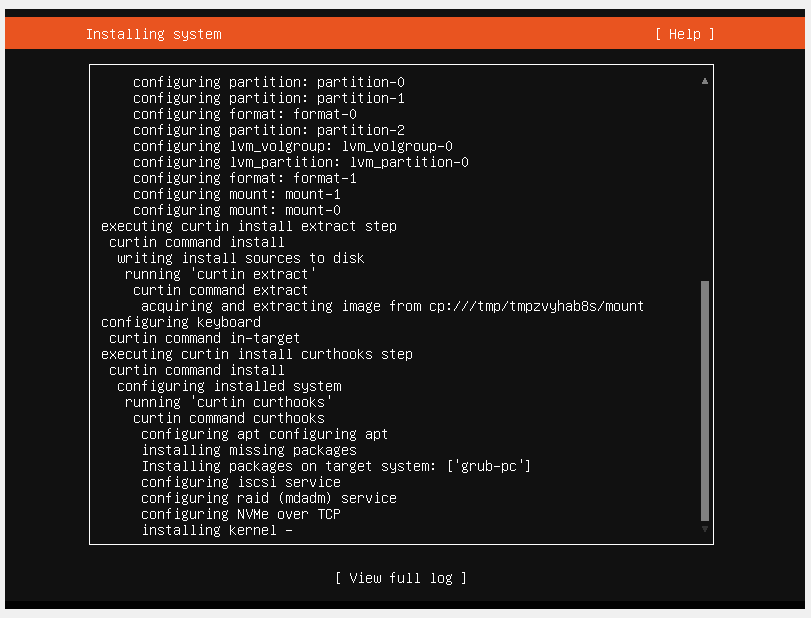 Installing system [ Help ]
configuring partition: partition-0
configuring partition: partition-1
configuring format: format-0
configuring partition: partition-2
configuring lvm_volgroup: lvm_volgroup-0
configuring lvm_partition: lvm_partition-0
configuring format: format-1
configuring mount: mount-1
configuring mount: mount-0
executing curtin install extract step
curtin command install
writing install sources to disk
running 'curtin extract'
curtin command extract
acquiring and extracting image from cp:///tmp/tmpzvyhab8s/mount
configuring keyboard
curtin command in-target
executing curtin install curthooks step
curtin command install
configuring installed system
running 'curtin curthooks'
curtin command curthooks
configuring apt configuring apt
installing missing packages
Installing packages on target system: ['grub-pc']
configuring iscsi service
configuring raid (mdadm) service
configuring NVMe over TCP
installing kernel -
[ View full log ]